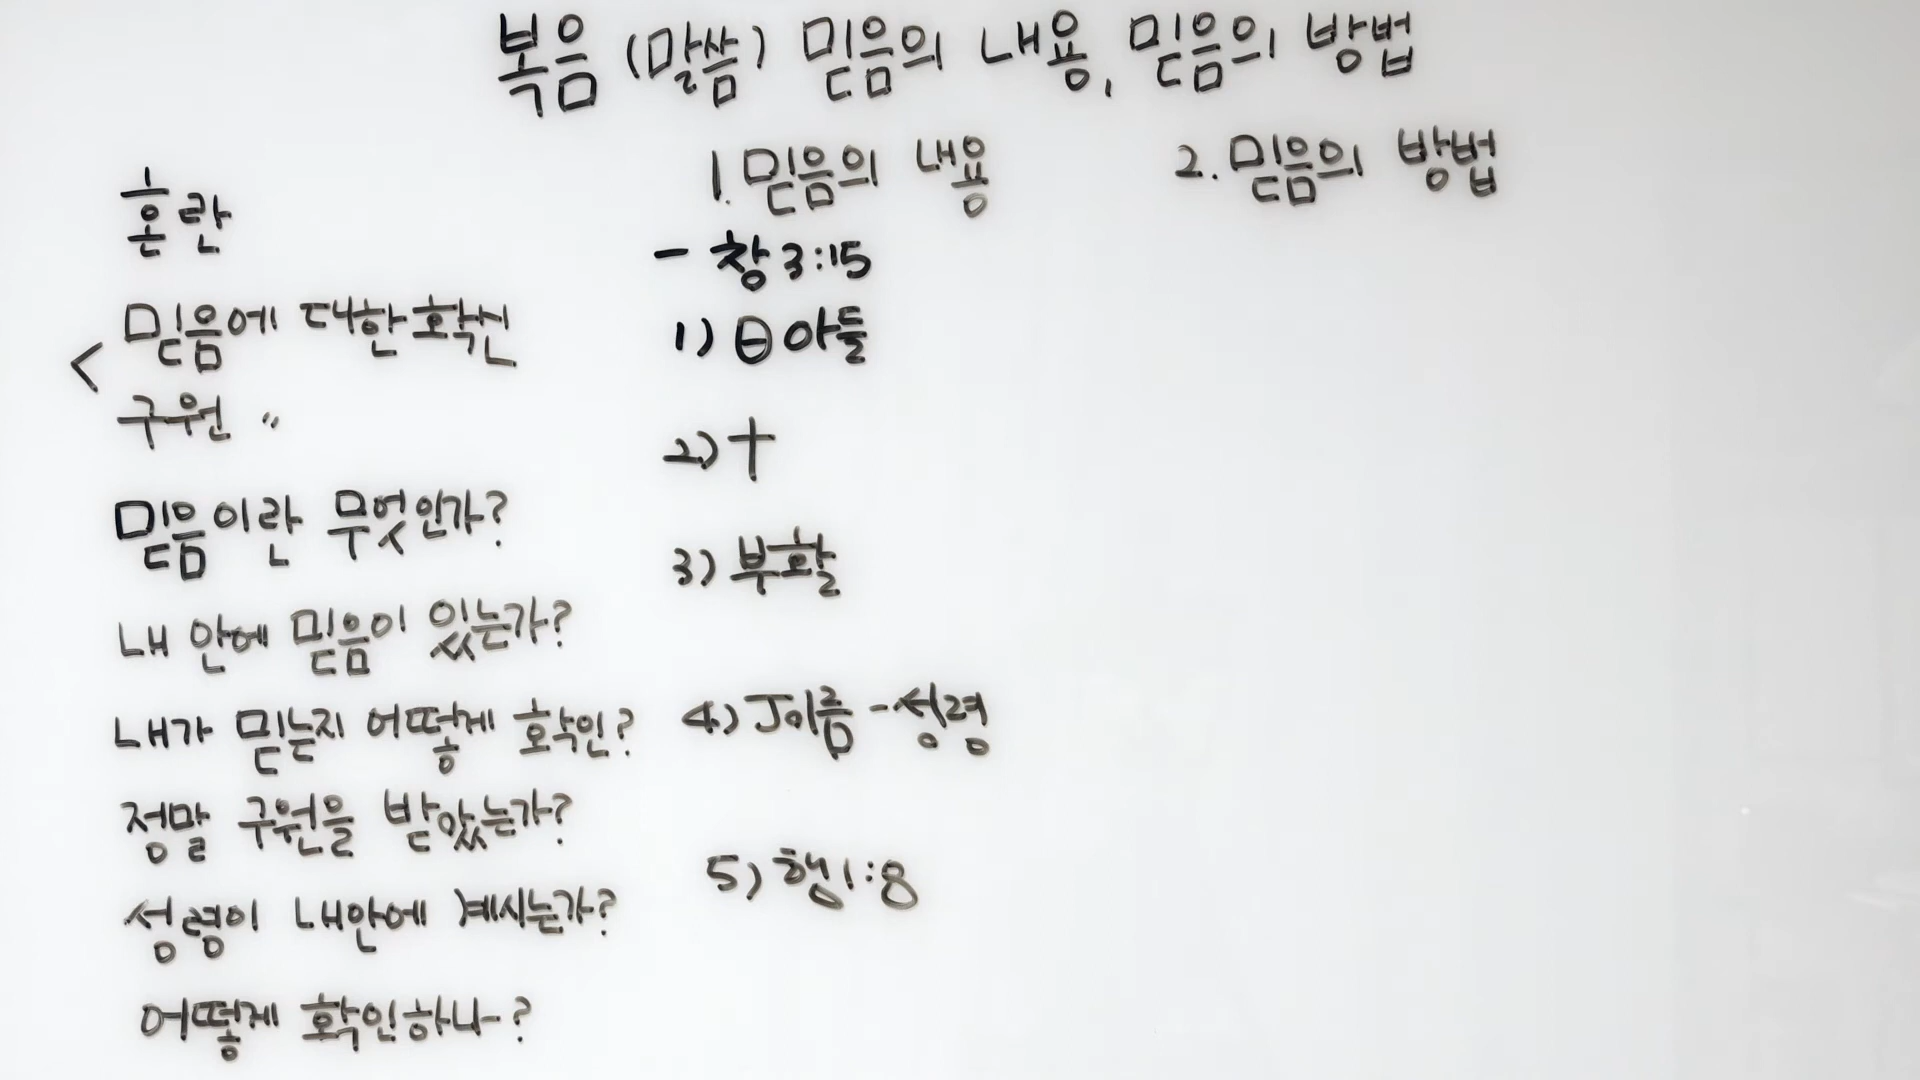 복음 (말씀) 믿음의 내용, 믿음의 방법
혼란
< 믿음에 대한 확신
구원 〃
믿음이란 무엇인가?
내 안에 믿음이 있는가?
내가 믿는지 어떻게 확인?
정말 구원을 받았는가?
성령이 내안에 계시는가?
어떻게 확인하나?
1. 믿음의 내용
- 창 3:15
1) ㊀ 아들
2) 十
3) 부활
4) J이름 - 성령
5) 행1:8
2. 믿음의 방법